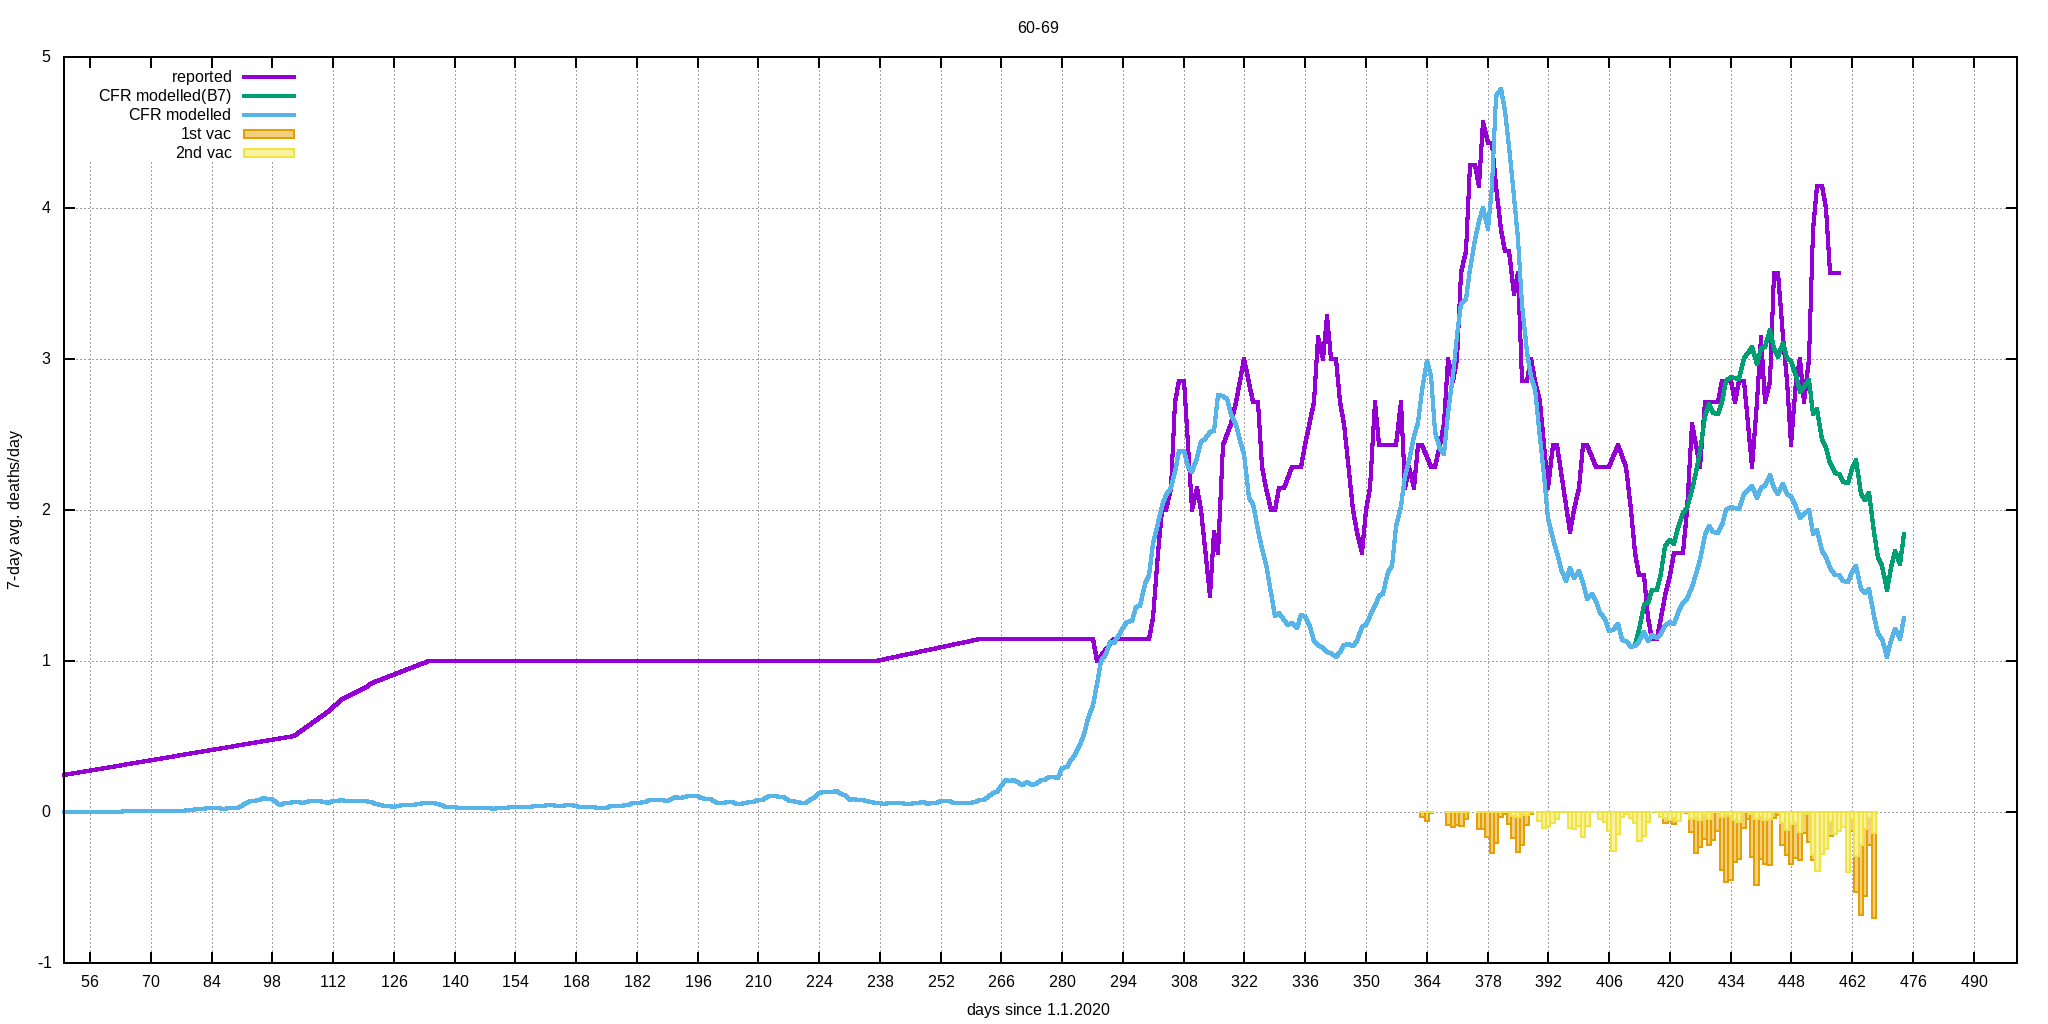 60-69
5
4
3
2
1
0
-1
7-day avg. deaths/day
reported
CFR modelled(B7)
CFR modelled
1st vac
2nd vac
56 70 84 98 112 126 140 154 168 182 196 210 224 238 252 266 280 294 308 322 336 350 364 378 392 406 420 434 448 462 476 490
days since 1.1.2020